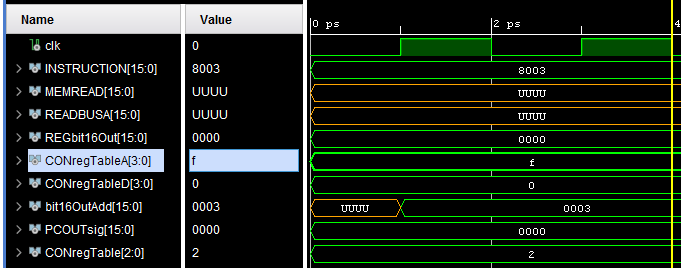 Name Value 0 ps 2 ps 4
clk 0
INSTRUCTION[15:0] 8003 8003
MEMREAD[15:0] UUUU UUUU
READBUSA[15:0] UUUU UUUU
REGbit16Out[15:0] 0000 0000
CONregTableA[3:0] f f
CONregTableD[3:0] 0 0
bit16OutAdd[15:0] 0003 UUUU 0003
PCOUTsig[15:0] 0000 0000
CONregTable[2:0] 2 2